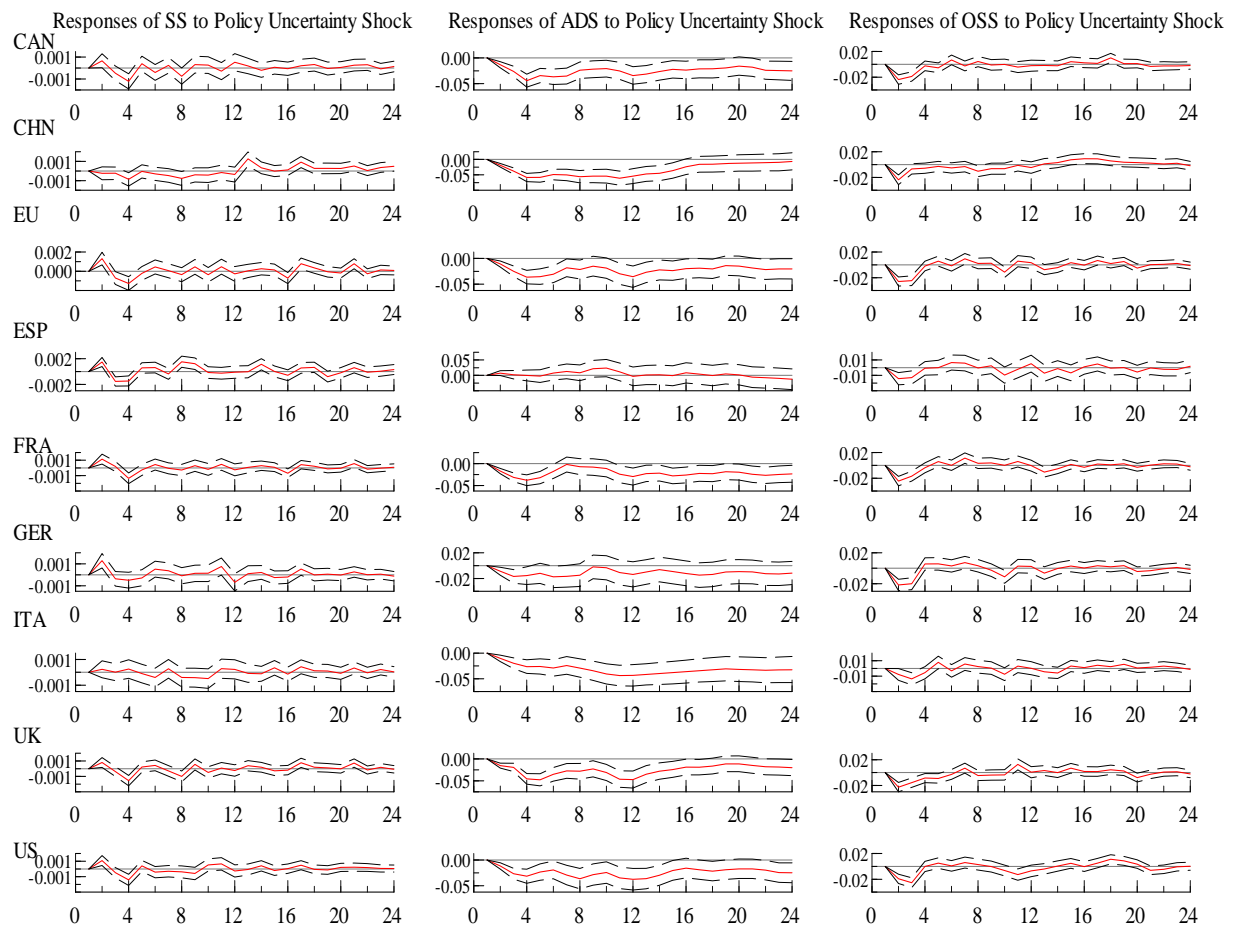 Responses of SS to Policy Uncertainty Shock Responses of ADS to Policy Uncertainty Shock Responses of OSS to Policy Uncertainty Shock
CAN
0.001 0.00 0.02
-0.001 -0.05 -0.02
0 4 8 12 16 20 24 0 4 8 12 16 20 24 0 4 8 12 16 20 24
CHN
0.001 0.00 0.02
-0.001 -0.05 -0.02
0 4 8 12 16 20 24 0 4 8 12 16 20 24 0 4 8 12 16 20 24
EU
0.002 0.00 0.02
0.000 -0.05 -0.02
0 4 8 12 16 20 24 0 4 8 12 16 20 24 0 4 8 12 16 20 24
ESP
0.002 0.05 0.01
-0.002 0.00 -0.01
0 4 8 12 16 20 24 0 4 8 12 16 20 24 0 4 8 12 16 20 24
FRA
0.001 0.00 0.02
-0.001 -0.05 -0.02
0 4 8 12 16 20 24 0 4 8 12 16 20 24 0 4 8 12 16 20 24
GER
0.001 0.02 0.02
-0.001 -0.02 -0.02
0 4 8 12 16 20 24 0 4 8 12 16 20 24 0 4 8 12 16 20 24
ITA
0.001 0.00 0.01
-0.001 -0.05 -0.01
0 4 8 12 16 20 24 0 4 8 12 16 20 24 0 4 8 12 16 20 24
UK
0.001 0.00 0.02
-0.001 -0.05 -0.02
0 4 8 12 16 20 24 0 4 8 12 16 20 24 0 4 8 12 16 20 24
US
0.001 0.00 0.02
-0.001 -0.05 -0.02
0 4 8 12 16 20 24 0 4 8 12 16 20 24 0 4 8 12 16 20 24